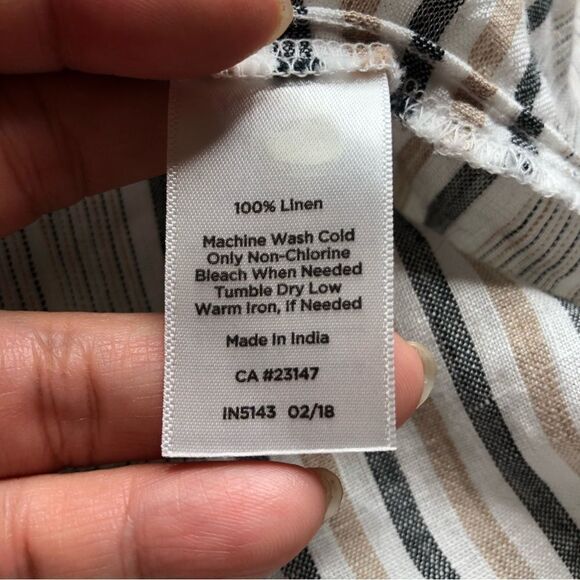 100% Linen
Machine Wash Cold
Only Non-Chlorine
Bleach When Needed
Tumble Dry Low
Warm Iron, if Needed
Made In India
CA #23147
IN5143 02/18